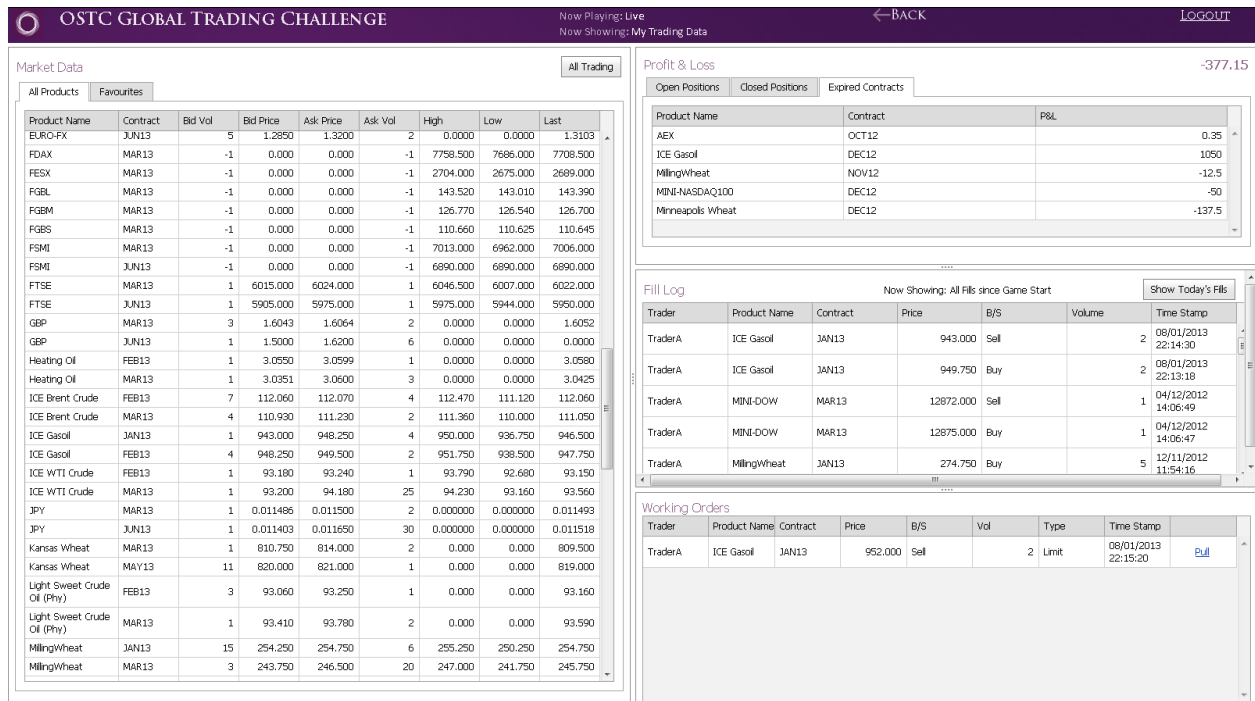 OSTC GLOBAL TRADING CHALLENGE
Now Playing: Live
Now Showing: My Trading Data
BACK
LOGOUT
Market Data
All Trading
All Products Favourites
Product Name Contract Bid Vol Bid Price Ask Price Ask Vol High Low Last
EURO-FX JUN13 5 1.2850 1.3200 2 0.0000 0.0000 1.3103
FDAX MAR13 -1 0.000 0.000 -1 7758.500 7686.000 7708.500
FESX MAR13 -1 0.000 0.000 -1 2704.000 2675.000 2689.000
FGBL MAR13 -1 0.000 0.000 -1 143.520 143.010 143.390
FGBM MAR13 -1 0.000 0.000 -1 126.770 126.540 126.700
FGBS MAR13 -1 0.000 0.000 -1 110.660 110.625 110.645
FSMI MAR13 -1 0.000 0.000 -1 7013.000 6962.000 7006.000
FSMI JUN13 -1 0.000 0.000 -1 6890.000 6890.000 6890.000
FTSE MAR13 1 6015.000 6024.000 1 6046.500 6007.000 6022.000
FTSE JUN13 1 5905.000 5975.000 1 5975.000 5944.000 5950.000
GBP MAR13 3 1.6043 1.6064 2 0.0000 0.0000 1.6052
GBP JUN13 1 1.5000 1.6200 6 0.0000 0.0000 0.0000
Heating Oil FEB13 1 3.0550 3.0599 1 0.0000 0.0000 3.0580
Heating Oil MAR13 1 3.0351 3.0600 3 0.0000 0.0000 3.0425
ICE Brent Crude FEB13 7 112.060 112.070 4 112.470 111.120 112.060
ICE Brent Crude MAR13 4 110.930 111.230 2 111.360 110.000 111.050
ICE Gasoil JAN13 1 943.000 948.250 4 950.000 936.750 946.500
ICE Gasoil FEB13 4 948.250 949.500 2 951.750 938.500 947.750
ICE WTI Crude FEB13 1 93.180 93.240 1 93.790 92.680 93.150
ICE WTI Crude MAR13 1 93.200 94.180 25 94.230 93.160 93.560
JPY MAR13 1 0.011486 0.011500 2 0.000000 0.000000 0.011493
JPY JUN13 1 0.011403 0.011650 30 0.000000 0.000000 0.011518
Kansas Wheat MAR13 1 810.750 814.000 2 0.000 0.000 809.500
Kansas Wheat MAY13 11 820.000 821.000 1 0.000 0.000 819.000
Light Sweet Crude
Oil (Phy) FEB13 3 93.060 93.250 1 0.000 0.000 93.160
Light Sweet Crude
Oil (Phy) MAR13 1 93.410 93.780 2 0.000 0.000 93.590
MillingWheat JAN13 15 254.250 254.750 6 255.250 250.250 254.750
MillingWheat MAR13 3 243.750 246.500 20 247.000 241.750 245.750
Profit & Loss -377.15
Open Positions Closed Positions Expired Contracts
Product Name Contract P&L
AEX OCT12 0.35
ICE Gasoil DEC12 1050
MillingWheat NOV12 -12.5
MINI-NASDAQ100 DEC12 -50
Minneapolis Wheat DEC12 -137.5
Fill Log Now Showing: All Fills since Game Start Show Today's Fills
Trader Product Name Contract Price B/S Volume Time Stamp
TraderA ICE Gasoil JAN13 943.000 Sell 2 08/01/2013
22:14:30
TraderA ICE Gasoil JAN13 949.750 Buy 2 08/01/2013
22:13:18
TraderA MINI-DOW MAR13 12872.000 Sell 1 04/12/2012
14:06:49
TraderA MINI-DOW MAR13 12875.000 Buy 1 04/12/2012
14:06:47
TraderA MillingWheat JAN13 274.750 Buy 5 12/11/2012
11:54:16
Working Orders
Trader Product Name Contract Price B/S Vol Type Time Stamp
TraderA ICE Gasoil JAN13 952.000 Sell 2 Limit 08/01/2013
22:15:20 Pull